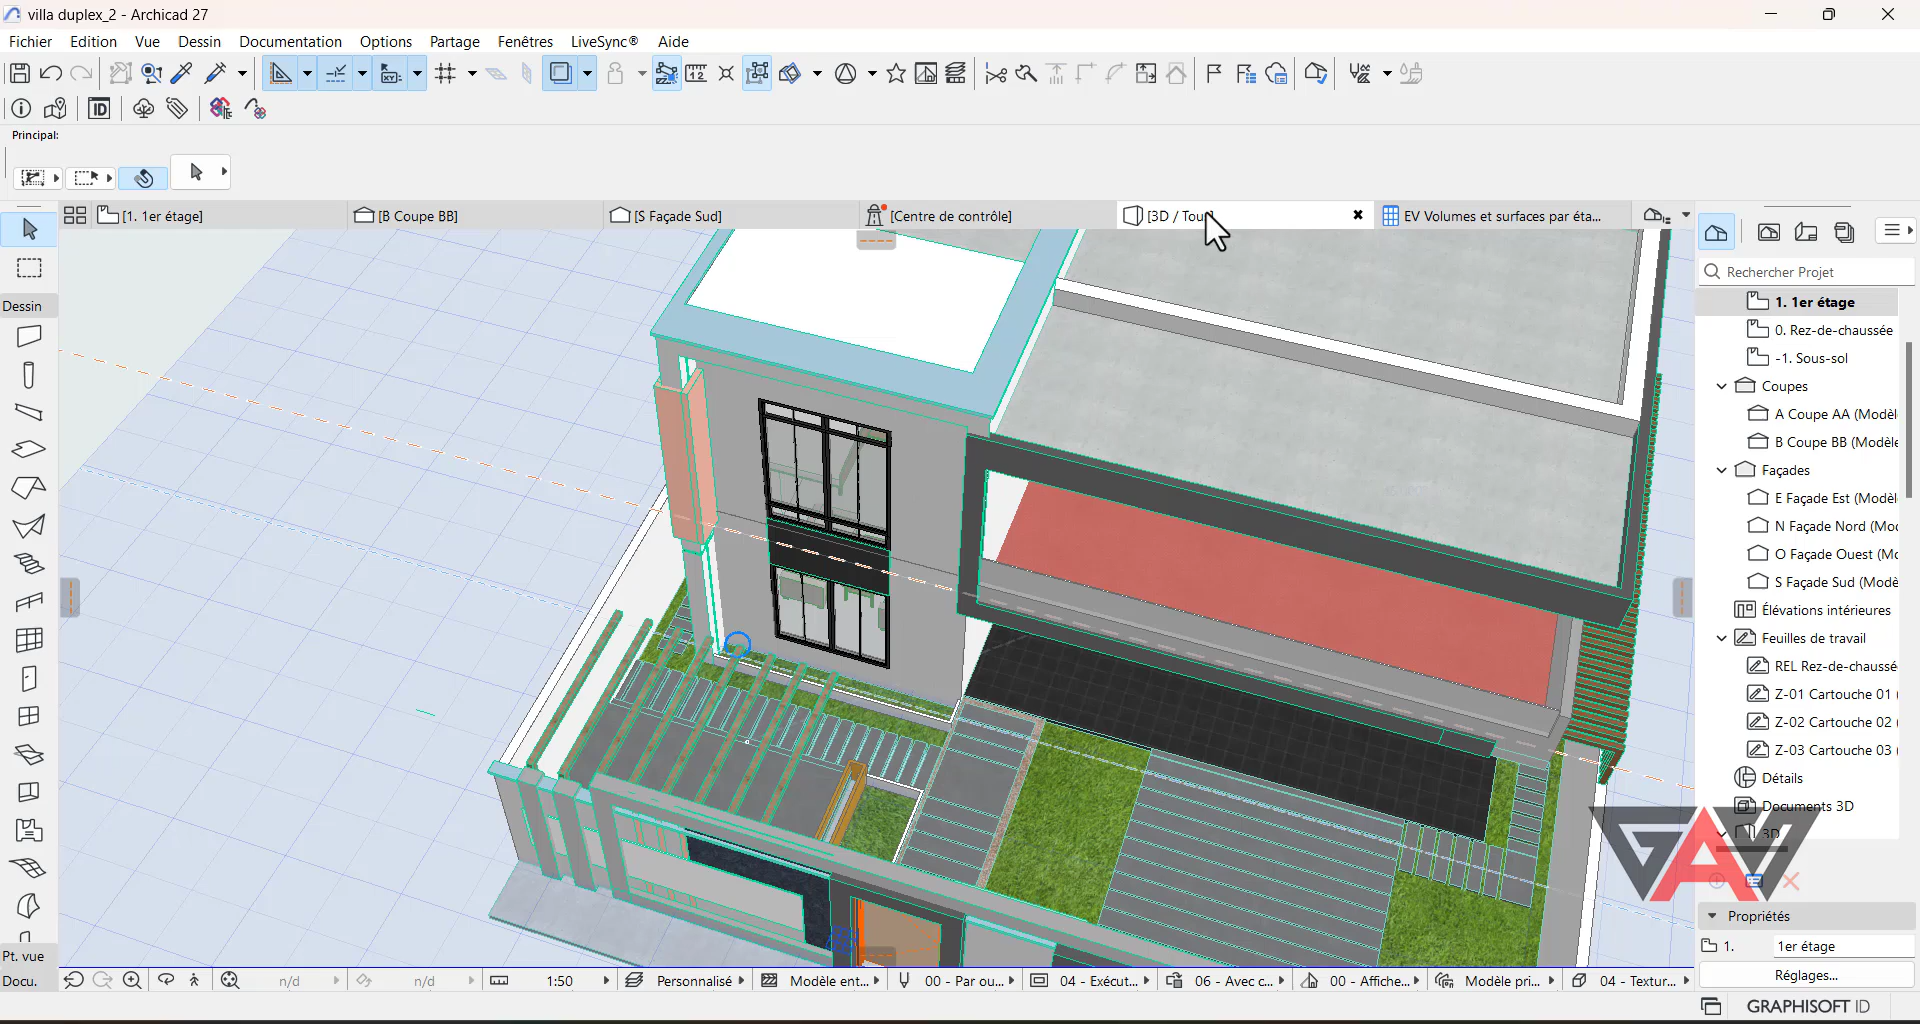 villa duplex_2 - Archicad 27
Fichier Edition Vue Dessin Documentation Options Partage Fenêtres LiveSync® Aide
Principal:
[1. 1er étage] [B Coupe BB] [S Façade Sud] [Centre de contrôle] [3D / Tout] EV Volumes et surfaces par éta...
Rechercher Projet
Dessin
1. 1er étage
0. Rez-de-chaussée
-1. Sous-sol
Coupes
A Coupe AA (Modèl
B Coupe BB (Modèle
Façades
E Façade Est (Modèl
N Façade Nord (Mo
O Façade Ouest (M
S Façade Sud (Modè
Élévations intérieures
Feuilles de travail
REL Rez-de-chaussé
Z-01 Cartouche 01 (
Z-02 Cartouche 02 (
Z-03 Cartouche 03 (
Détails
Documents 3D
3D
GAV
Propriétés
1. 1er étage
Réglages...
Pt. vue
Docu.
n/d n/d 1:50 Personnalisé Modèle ent... 00 - Par ou... 04 - Exécut... 06 - Avec c... 00 - Affiche... Modèle pri... 04 - Textur...
GRAPHISOFT ID